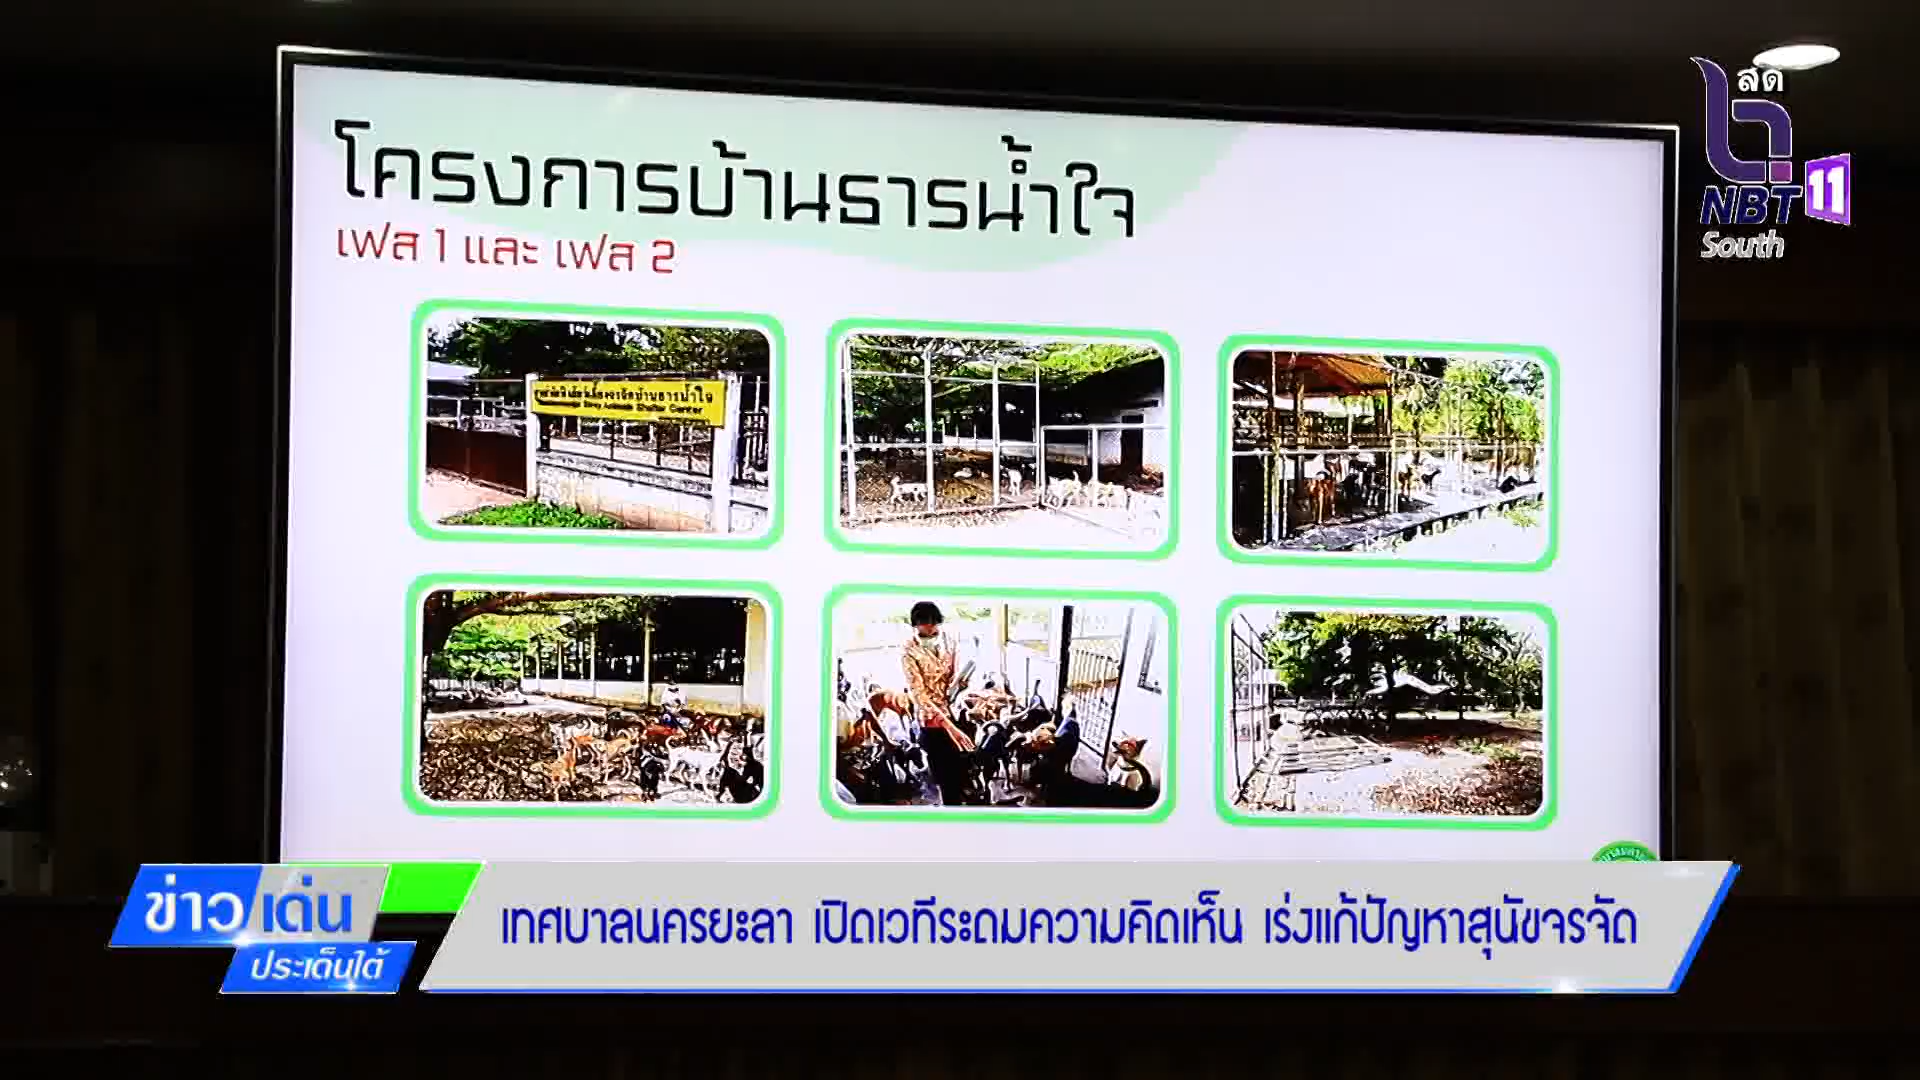 สด
NBT 11
South
โครงการบ้านธารน้ำใจ
เฟส 1 และ เฟส 2
Stray Animals Shelter Center
ข่าวเด่น
ประเด็นใต้
เทศบาลนครยะลา เปิดเวทีระดมความคิดเห็น เร่งแก้ปัญหาสุนัขจรจัด